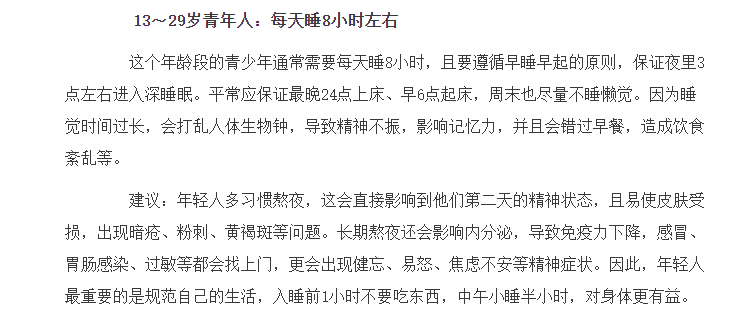 13～29岁青年人：每天睡8小时左右
这个年龄段的青少年通常需要每天睡8小时，且要遵循早睡早起的原则，保证夜里3
点左右进入深睡眠。平常应保证最晚24点上床、早6点起床，周末也尽量不睡懒觉。因为睡
觉时间过长，会打乱人体生物钟，导致精神不振，影响记忆力，并且会错过早餐，造成饮食
紊乱等。
建议：年轻人多习惯熬夜，这会直接影响到他们第二天的精神状态，且易使皮肤受
损，出现暗疮、粉刺、黄褐斑等问题。长期熬夜还会影响内分泌，导致免疫力下降，感冒、
胃肠感染、过敏等都会找上门，更会出现健忘、易怒、焦虑不安等精神症状。因此，年轻人
最重要的是规范自己的生活，入睡前1小时不要吃东西，中午小睡半小时，对身体更有益。